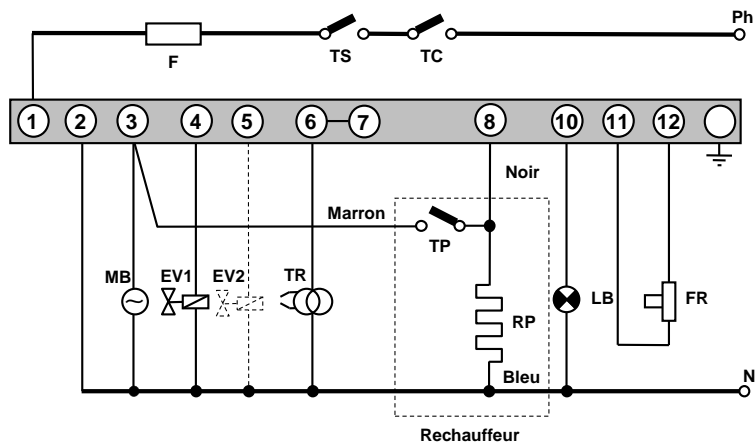 Ph
F
TS
TC
1 2 3 4 5 6 7 8 10 11 12
Noir
Marron
TP
MB
EV1
EV2
TR
LB
FR
RP
Bleu
N
Rechauffeur